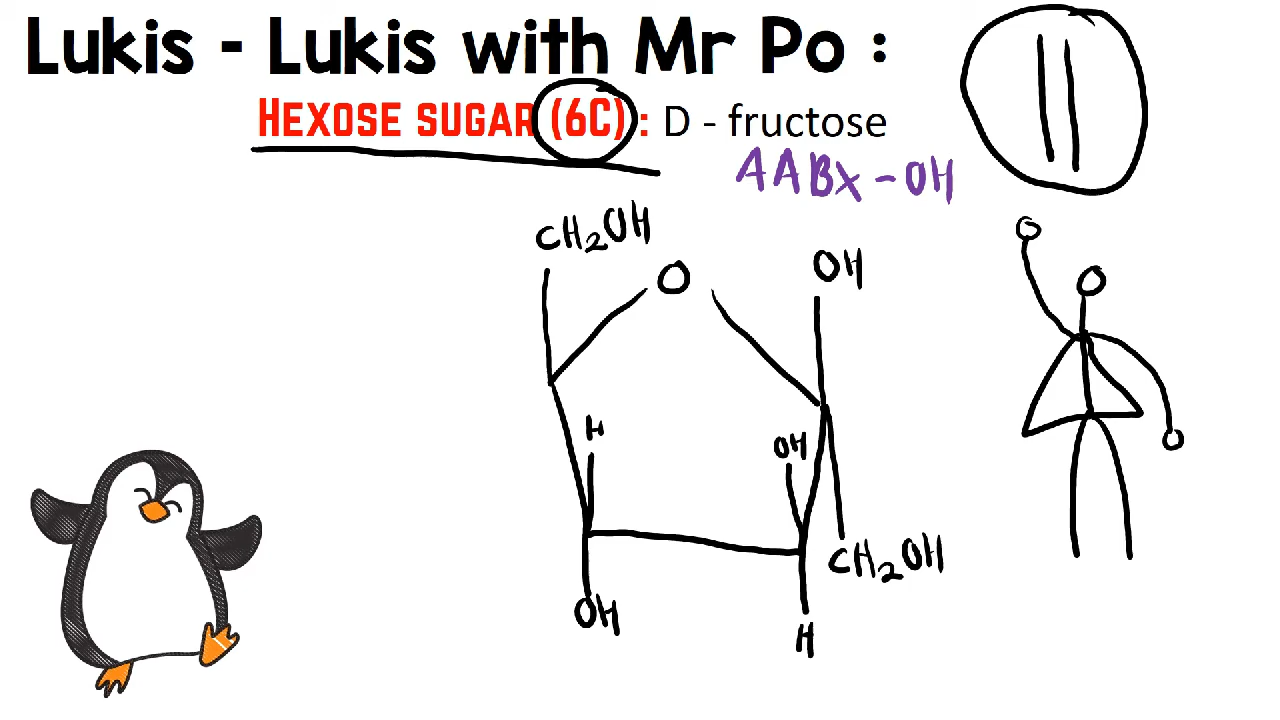 Lukis - Lukis with Mr Po :
HEXOSE SUGAR (6C) : D - fructose
AABX - OH
CH2OH
O
OH
H
OH
CH2OH
OH
H